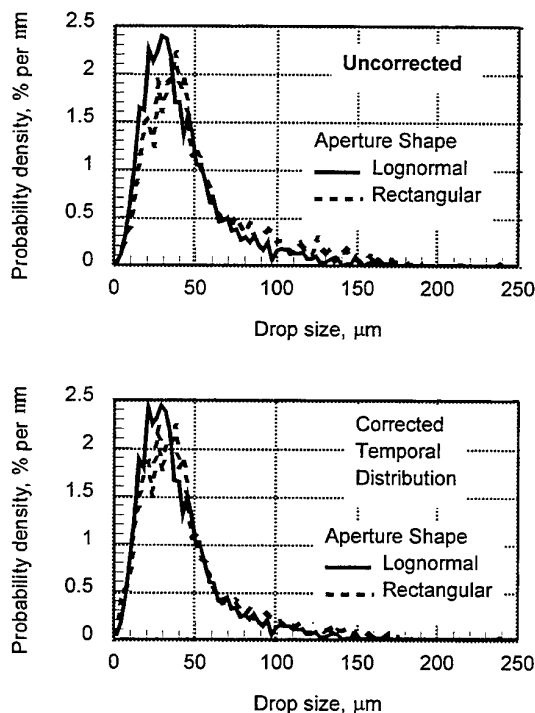 Probability density, % per nm
2.5
2
1.5
1
0.5
0
Uncorrected
Aperture Shape
Lognormal
Rectangular
0 50 100 150 200 250
Drop size, μm
Probability density, % per nm
2.5
2
1.5
1
0.5
0
Corrected
Temporal
Distribution
Aperture Shape
Lognormal
Rectangular
0 50 100 150 200 250
Drop size, μm